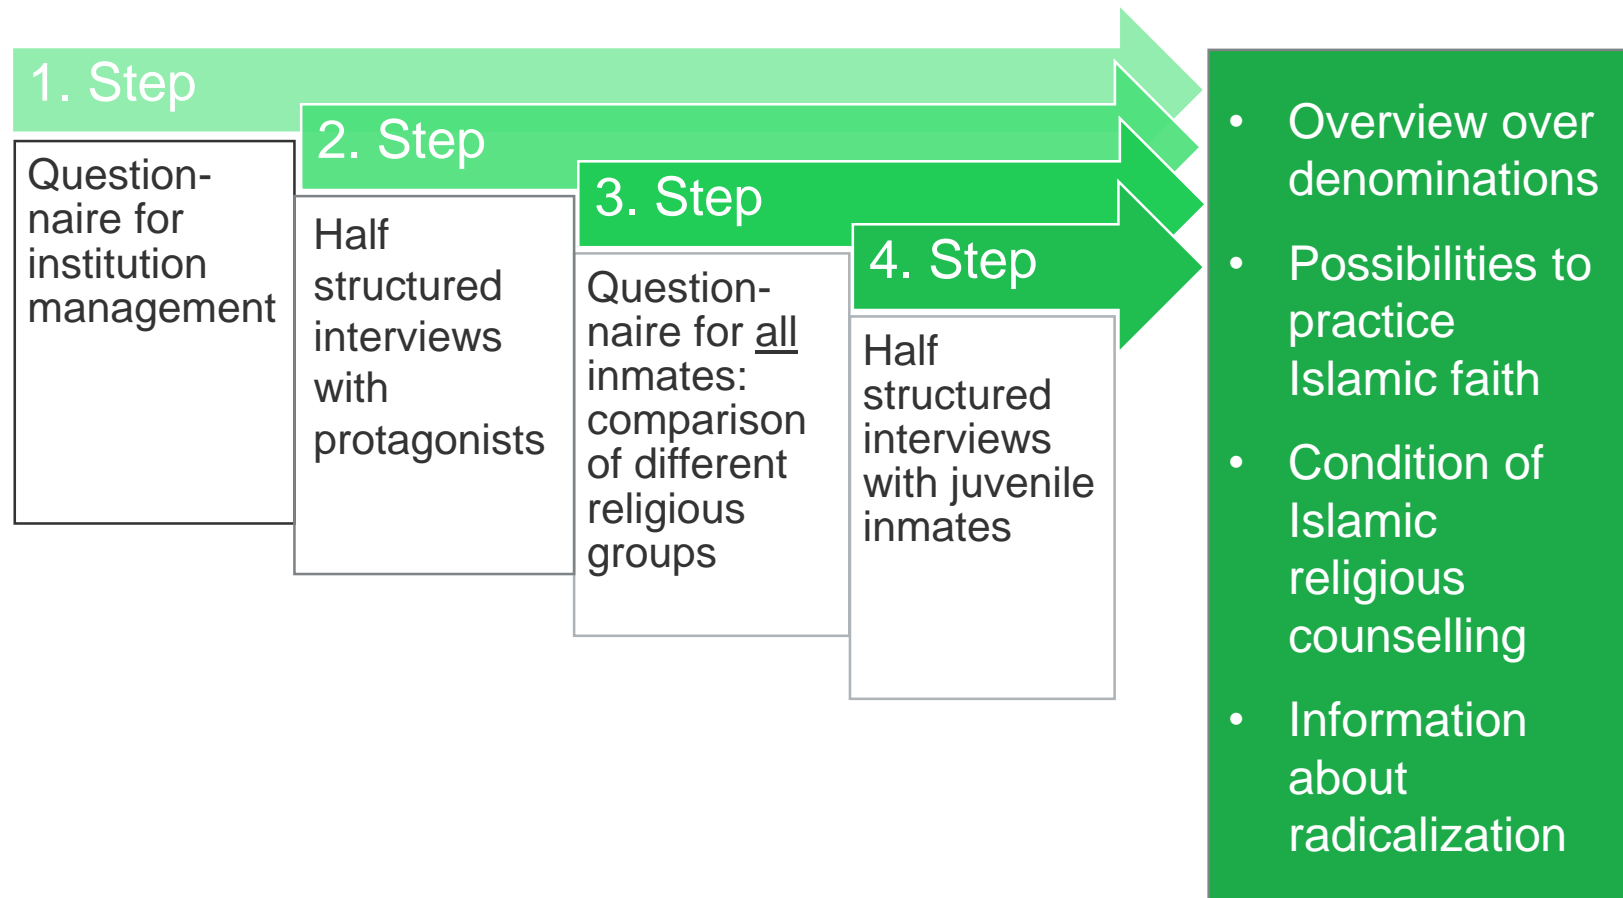 1. Step
Question-
naire for
institution
management
2. Step
Half
structured
interviews
with
protagonists
3. Step
Question-
naire for all
inmates:
comparison
of different
religious
groups
4. Step
Half
structured
interviews
with juvenile
inmates
• Overview over
denominations
• Possibilities to
practice
Islamic faith
• Condition of
Islamic
religious
counselling
• Information
about
radicalization